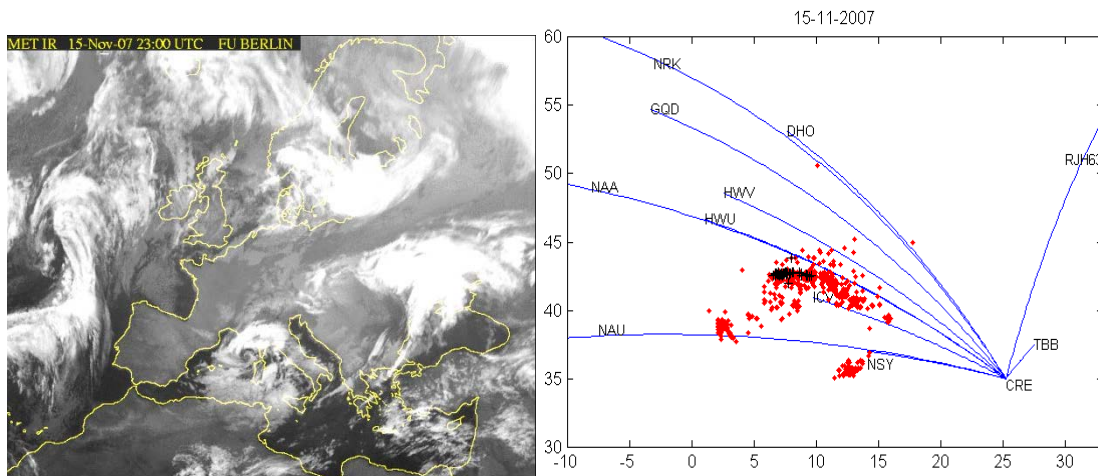 MET IR 15-Nov-07 23:00 UTC FU BERLIN
15-11-2007
60
55
50
45
40
35
30
-10
-5
0
5
10
15
20
25
30
NRK
GQD
DHO
RJH63
NAA
HWV
HWU
ICV
NAU
NSY
TBB
CRE